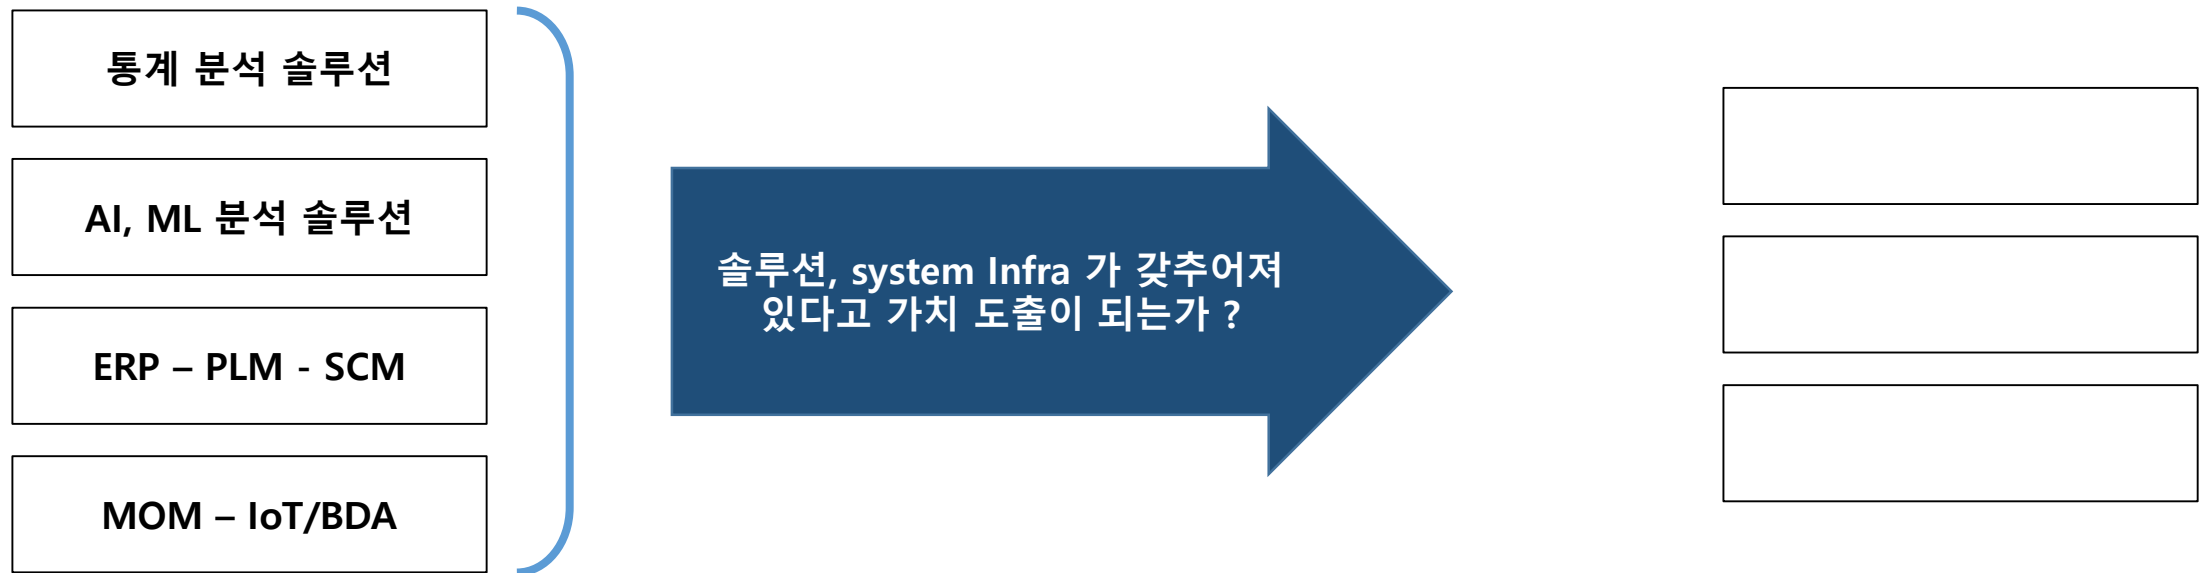 통계 분석 솔루션
AI, ML 분석 솔루션
ERP – PLM - SCM
MOM – IoT/BDA
솔루션, system Infra 가 갖추어져
있다고 가치 도출이 되는가 ?